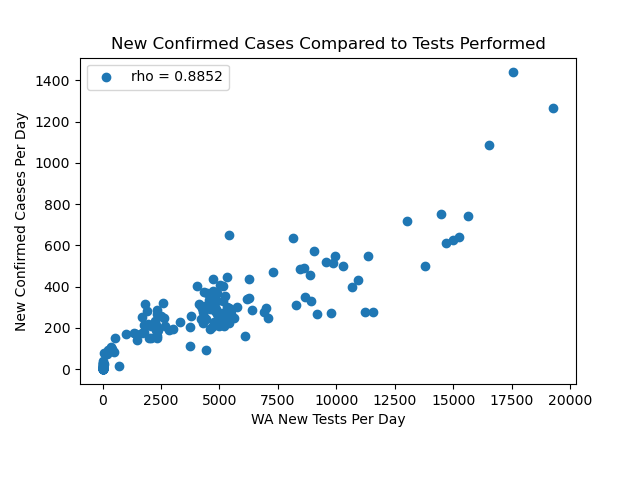 New Confirmed Cases Compared to Tests Performed
rho = 0.8852
New Confirmed Caeses Per Day
1400
1200
1000
800
600
400
200
0
0 2500 5000 7500 10000 12500 15000 17500 20000
WA New Tests Per Day